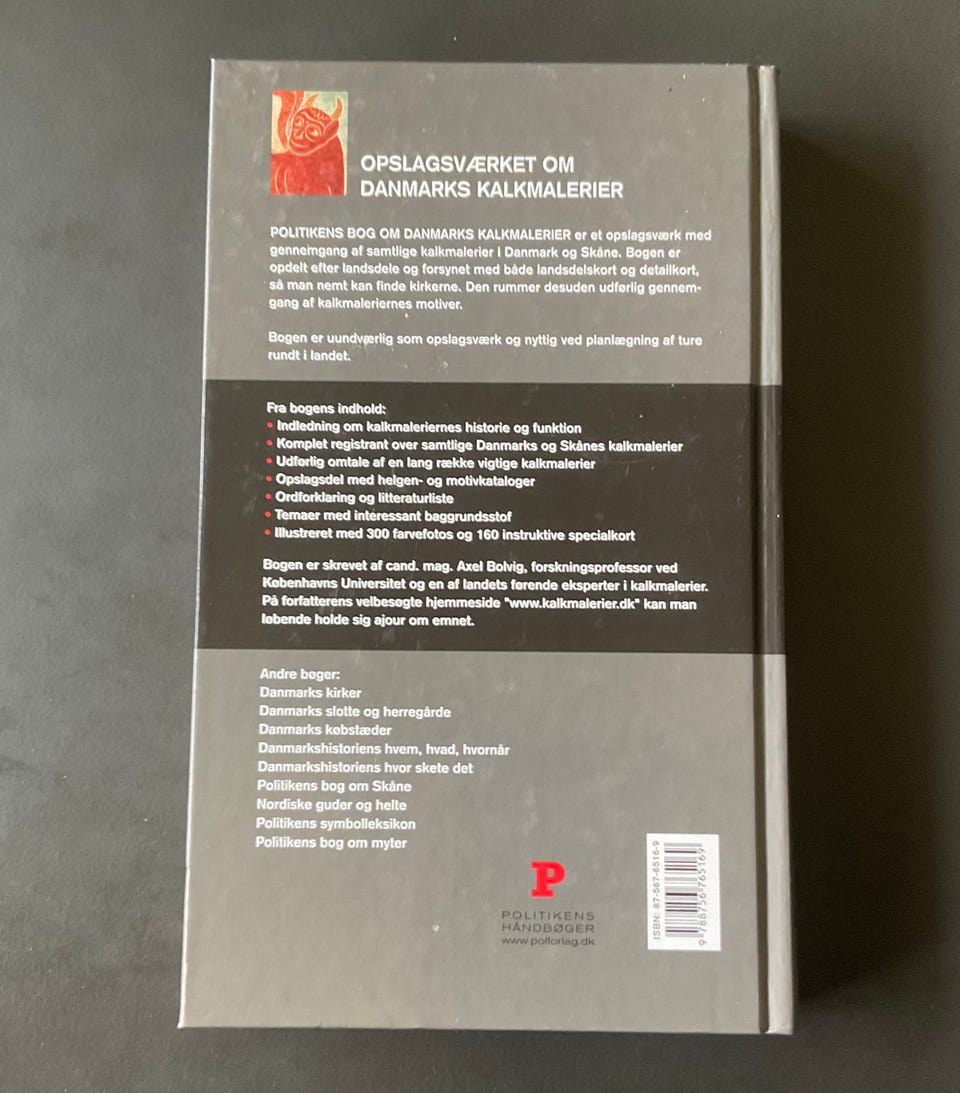 OPSLAGSVÆRKET OM
DANMARKS KALKMALERIER
POLITIKENS BOG OM DANMARKS KALKMALERIER er et opslagsværk med
gennemgang af samtlige kalkmalerier i Danmark og Skåne. Bogen er
opdelt efter landsdele og forsynet med både landsdelskort og detailkort,
så man nemt kan finde kirkerne. Den rummer desuden udførlig gennem-
gang af kalkmaleriernes motiver.
Bogen er uundværlig som opslagsværk og nyttig ved planlægning af ture
rundt i landet.
Fra bogens indhold:
• Indledning om kalkmaleriernes historie og funktion
• Komplet registrant over samtlige Danmarks og Skånes kalkmalerier
• Udførlig omtale af en lang række vigtige kalkmalerier
• Opslagsdel med helgen- og motivkataloger
• Ordforklaring og litteraturliste
• Temaer med interessant baggrundsstof
• Illustreret med 300 farvefotos og 160 instruktive specialkort
Bogen er skrevet af cand. mag. Axel Bolvig, forskningsprofessor ved
Københavns Universitet og en af landets førende eksperter i kalkmalerier.
På forfatterens velbesøgte hjemmeside "www.kalkmalerier.dk" kan man
løbende holde sig ajour om emnet.
Andre bøger:
Danmarks kirker
Danmarks slotte og herregårde
Danmarks købstæder
Danmarkshistoriens hvem, hvad, hvornår
Danmarkshistoriens hvor skete det
Politikens bog om Skåne
Nordiske guder og helte
Politikens symbolleksikon
Politikens bog om myter
P
POLITIKENS
HÅNDBØGER
www.polforlag.dk
ISBN: 87-567-6516-9
9 788756 765169